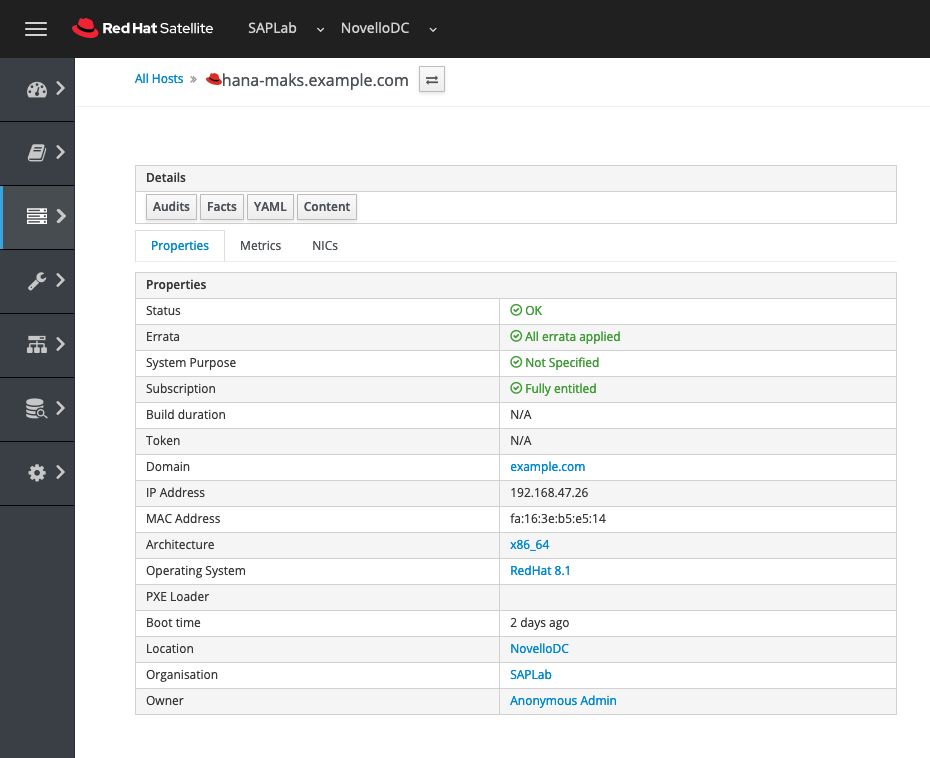 Red Hat Satellite SAPLab NovelloDC
All Hosts » hana-maks.example.com
Details
Audits Facts YAML Content
Properties Metrics NICs
Properties
Status OK
Errata All errata applied
System Purpose Not Specified
Subscription Fully entitled
Build duration N/A
Token N/A
Domain example.com
IP Address 192.168.47.26
MAC Address fa:16:3e:b5:e5:14
Architecture x86_64
Operating System RedHat 8.1
PXE Loader
Boot time 2 days ago
Location NovelloDC
Organisation SAPLab
Owner Anonymous Admin